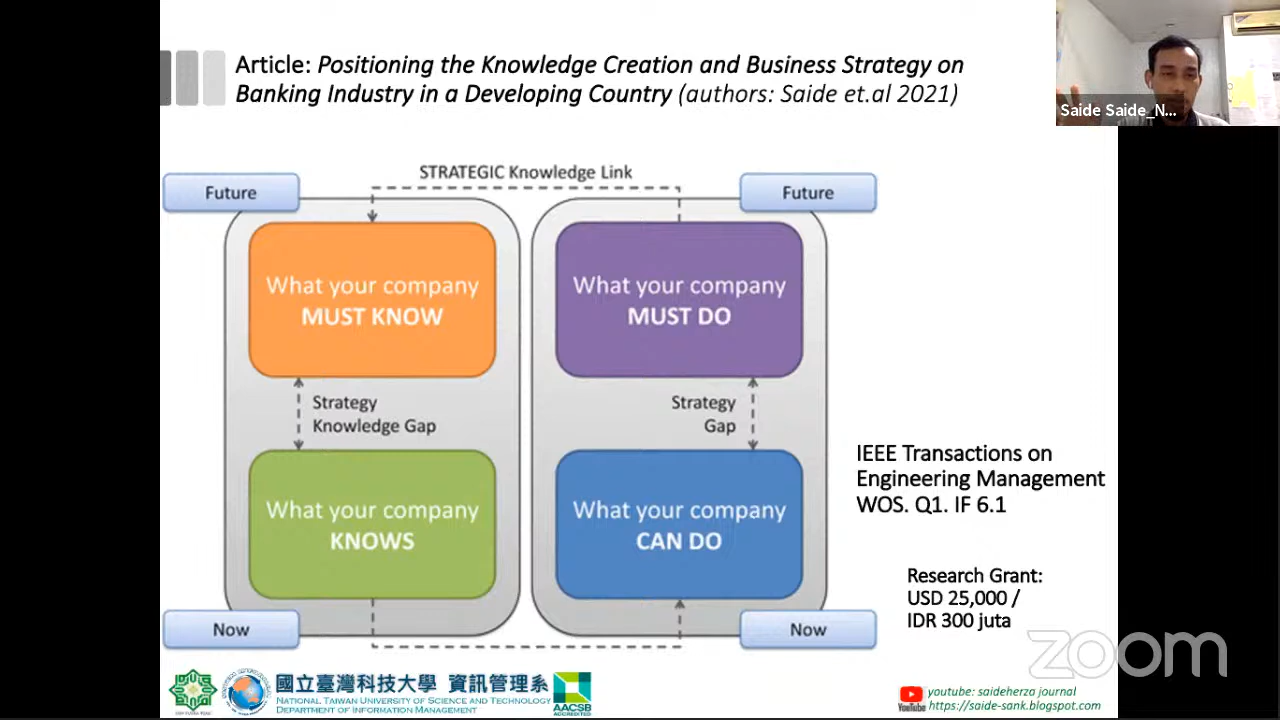 Article: Positioning the Knowledge Creation and Business Strategy on
Banking Industry in a Developing Country (authors: Saide et.al 2021)
Saide Saide_N...
STRATEGIC Knowledge Link
Future
Future
What your company
MUST KNOW
What your company
MUST DO
Strategy
Knowledge Gap
Strategy
Gap
What your company
KNOWS
What your company
CAN DO
IEEE Transactions on
Engineering Management
WOS. Q1. IF 6.1
Research Grant:
USD 25,000 /
IDR 300 juta
Now
Now
zoom
國立臺灣科技大學 資訊管理系
NATIONAL TAIWAN UNIVERSITY OF SCIENCE AND TECHNOLOGY
DEPARTMENT OF INFORMATION MANAGEMENT
AACSB
ACCREDITED
YouTube
youtube: saideherza journal
https://saide-sank.blogspot.com